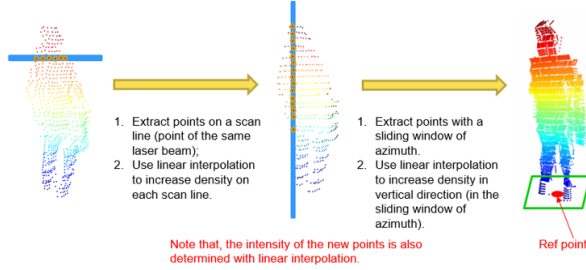 1. Extract points on a scan
line (point of the same
laser beam);
2. Use linear interpolation
to increase density on
each scan line.
1. Extract points with a
sliding window of
azimuth.
2. Use linear interpolation
to increase density in
vertical direction (in the
sliding window of
azimuth).
Note that, the intensity of the new points is also
determined with linear interpolation.
Ref point